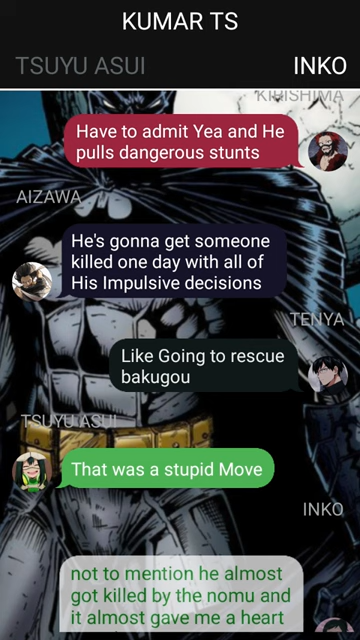 KUMAR TS
TSUYU ASUI
INKO
KIRISHIMA
Have to admit Yea and He
pulls dangerous stunts
AIZAWA
He's gonna get someone
killed one day with all of
His Impulsive decisions
TENYA
Like Going to rescue
bakugou
TSUYU ASUI
That was a stupid Move
INKO
not to mention he almost
got killed by the nomu and
it almost gave me a heart